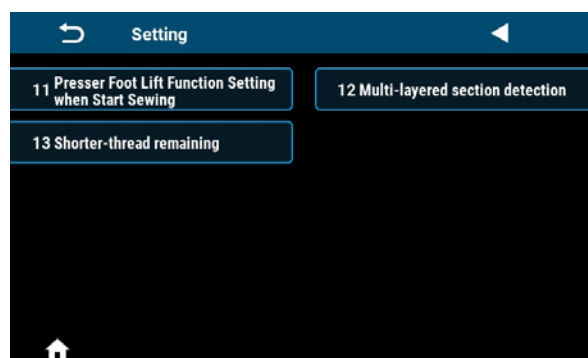 Setting
11 Presser Foot Lift Function Setting
when Start Sewing
12 Multi-layered section detection
13 Shorter-thread remaining